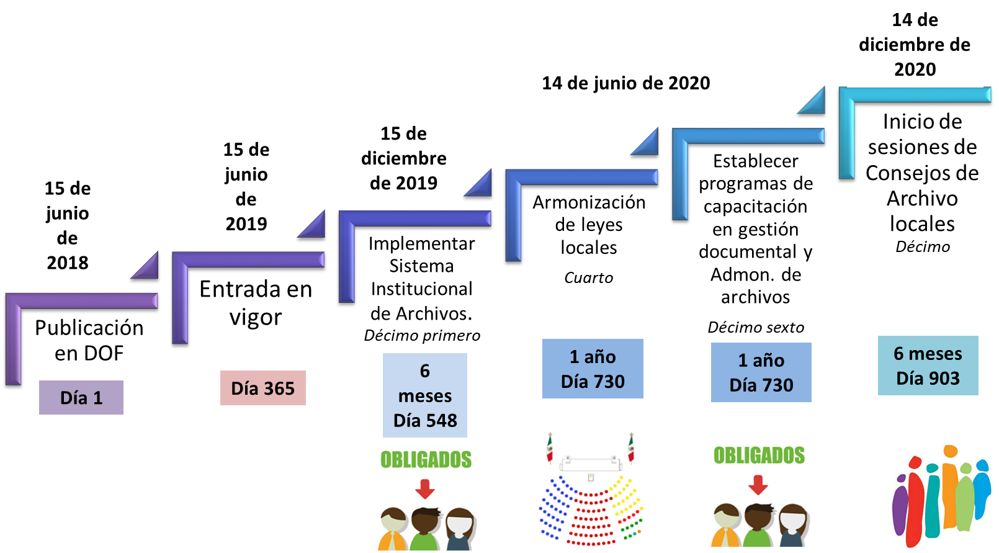 15 de
junio
de
2018
Publicación
en DOF
Día 1
15 de
junio
de
2019
Entrada en
vigor
Día 365
15 de
diciembre
de 2019
Implementar
Sistema
Institucional
de Archivos.
Décimo primero
6
meses
Día 548
OBLIGADOS
14 de junio de 2020
Armonización
de leyes
locales
Cuarto
1 año
Día 730
Establecer
programas de
capacitación
en gestión
documental y
Admon. de
archivos
Décimo sexto
1 año
Día 730
OBLIGADOS
14 de
diciembre de
2020
Inicio de
sesiones de
Consejos de
Archivo
locales
Décimo
6 meses
Día 903